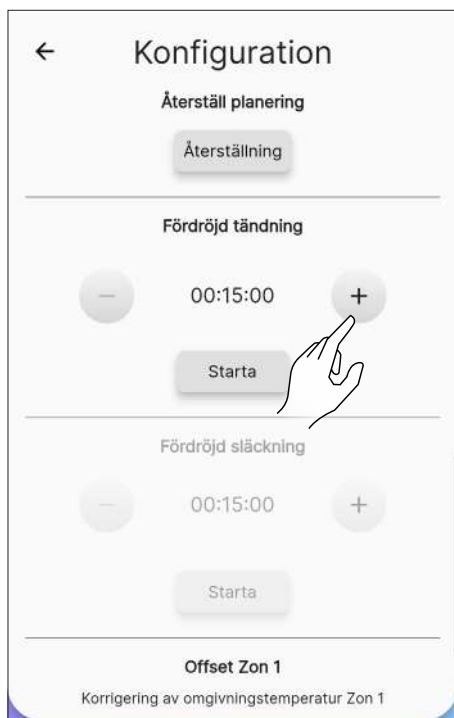 Konfiguration
Återställ planering
Återställning
Fördröjd tändning
00:15:00
Starta
Fördröjd släckning
00:15:00
Starta
Offset Zon 1
Korrigering av omgivningstemperatur Zon 1